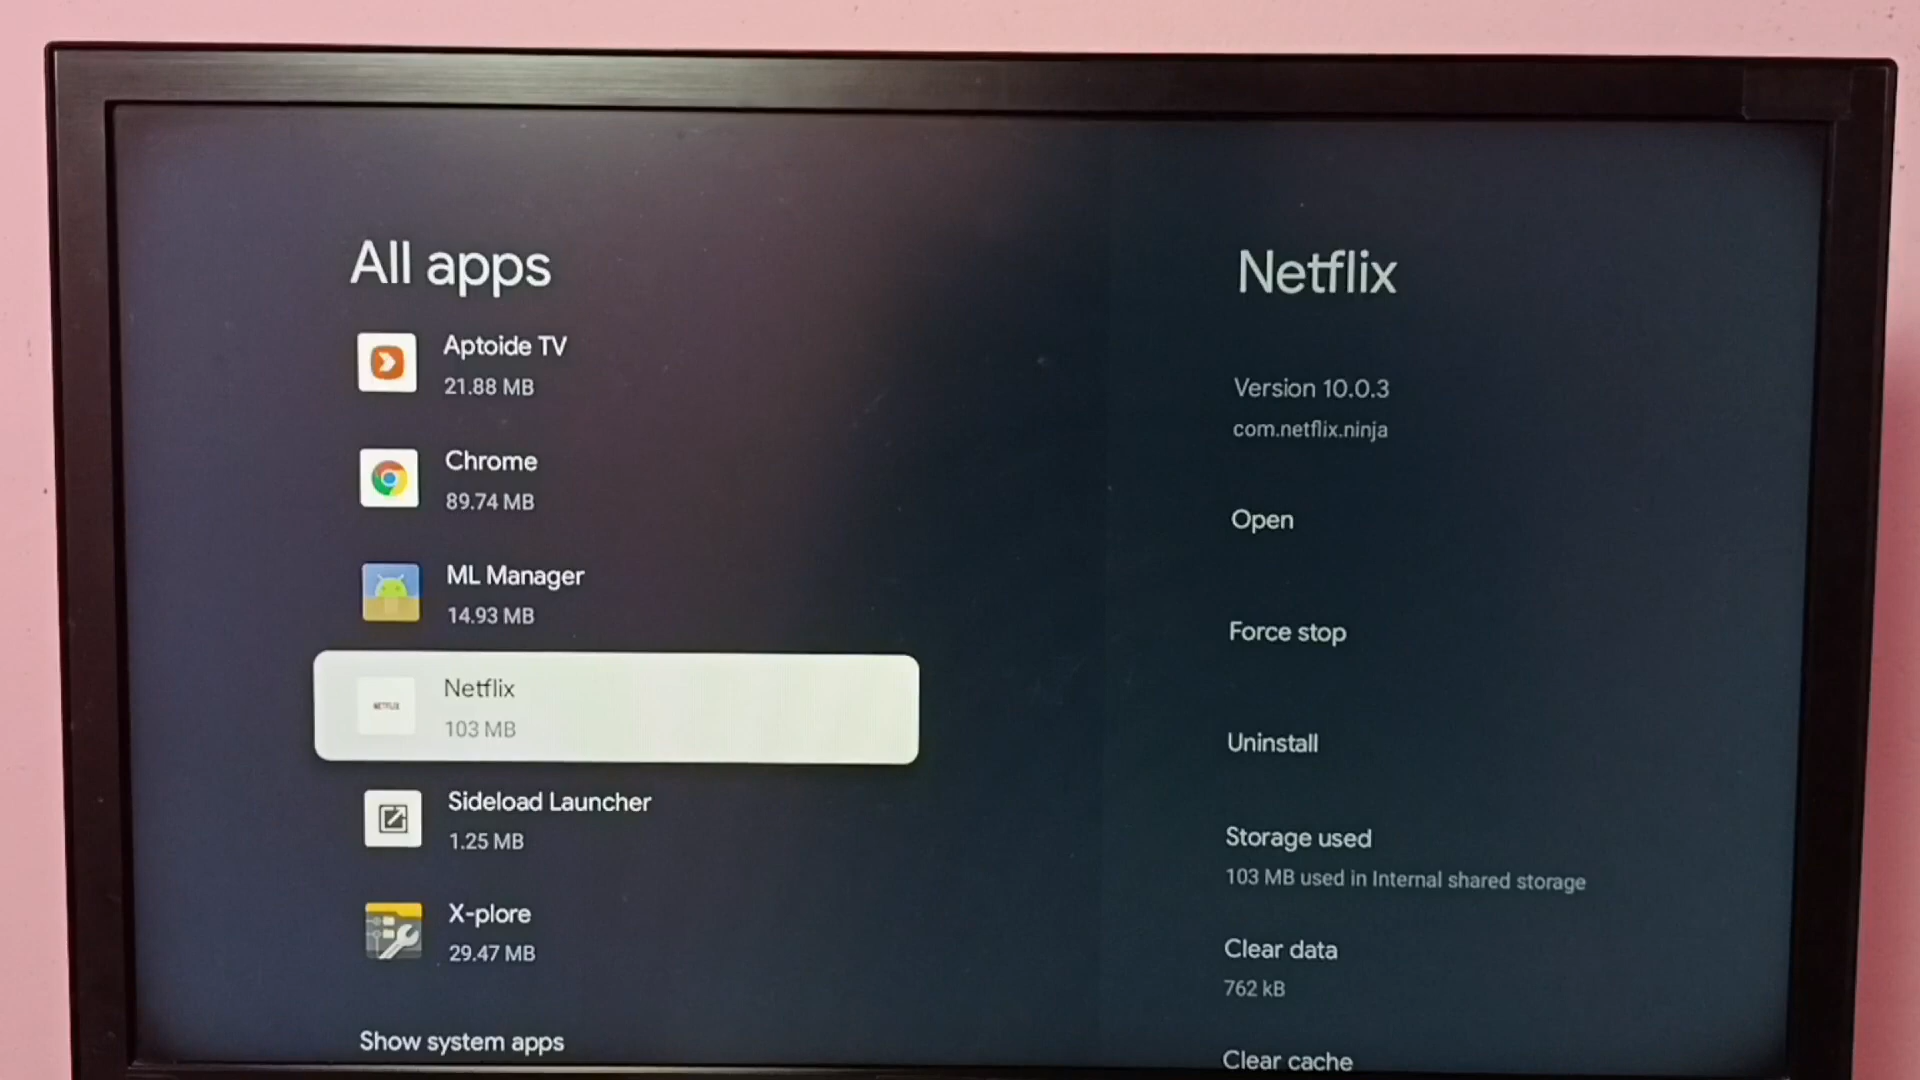 All apps
Aptoide TV
21.88 MB
Chrome
89.74 MB
ML Manager
14.93 MB
NETFLIX
Netflix
103 MB
Sideload Launcher
1.25 MB
X-plore
29.47 MB
Show system apps
Netflix
Version 10.0.3
com.netflix.ninja
Open
Force stop
Uninstall
Storage used
103 MB used in Internal shared storage
Clear data
762 kB
Clear cache